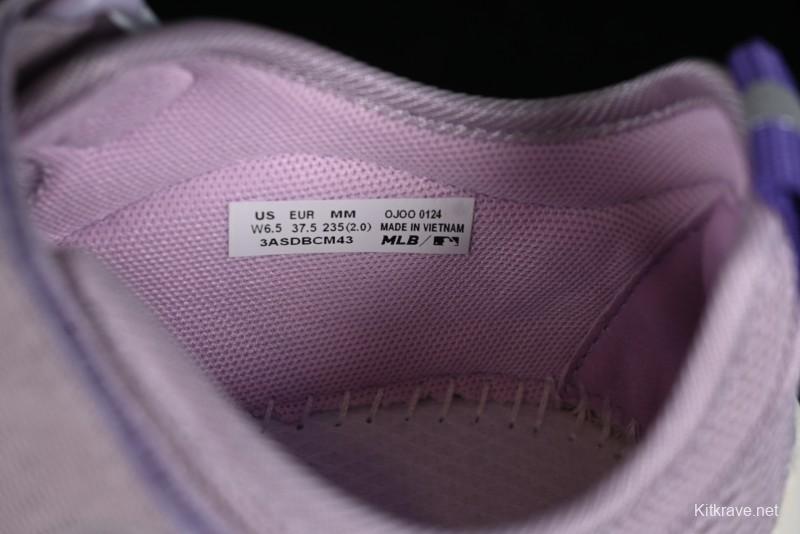 US EUR MM OJOO 0124
W6.5 37.5 235(2.0) MADE IN VIETNAM
3ASDBCM43 MLB
Kitkrave.net